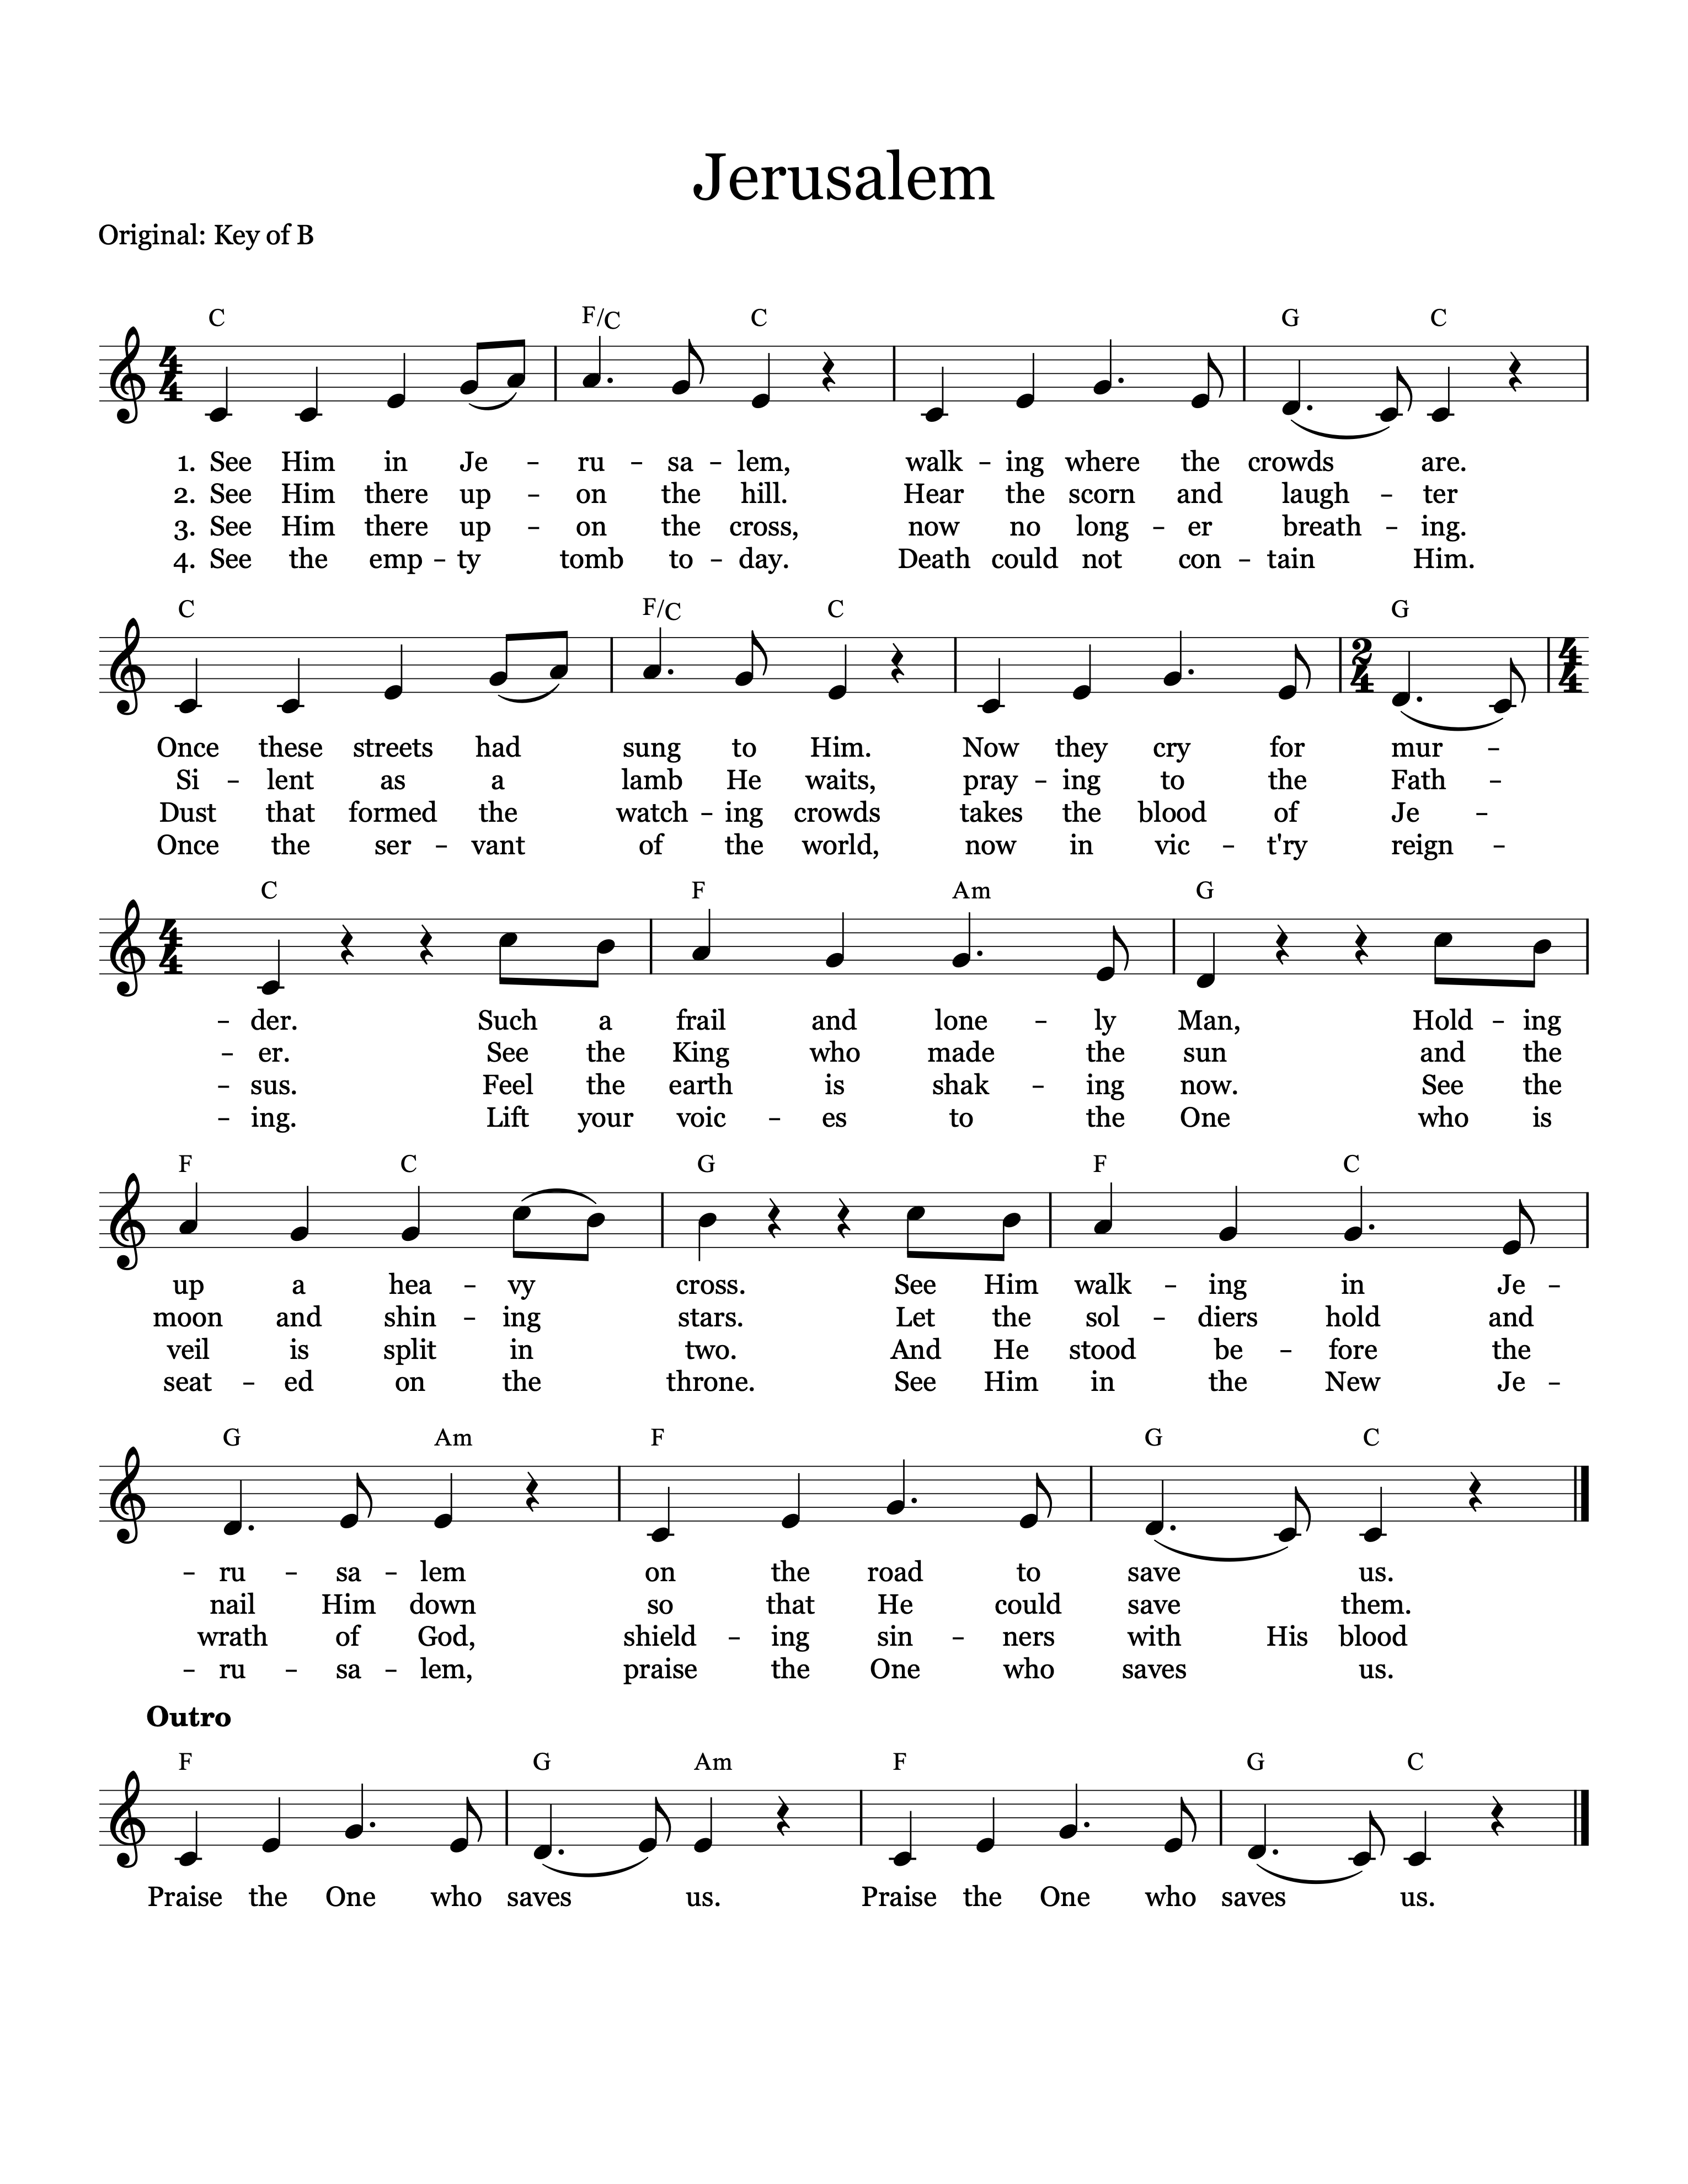 Jerusalem
Original: Key of B
C F/C C G C
4 4
1. See Him in Je - ru - sa - lem, walk - ing where the crowds are.
2. See Him there up - on the hill. Hear the scorn and laugh - ter
3. See Him there up - on the cross, now no long - er breath - ing.
4. See the emp - ty tomb to - day. Death could not con - tain Him.
C F/C C G
2 4 4 4
Once these streets had sung to Him. Now they cry for mur -
Si - lent as a lamb He waits, pray - ing to the Fath -
Dust that formed the watch - ing crowds takes the blood of Je -
Once the ser - vant of the world, now in vic - t'ry reign -
C F Am G
4 4
- der. Such a frail and lone - ly Man, Hold - ing
- er. See the King who made the sun and the
- sus. Feel the earth is shak - ing now. See the
- ing. Lift your voic - es to the One who is
F C G F C
up a hea - vy cross. See Him walk - ing in Je -
moon and shin - ing stars. Let the sol - diers hold and
veil is split in two. And He stood be - fore the
seat - ed on the throne. See Him in the New Je -
G Am F G C
- ru - sa - lem on the road to save us.
nail Him down so that He could save them.
wrath of God, shield - ing sin - ners with His blood
- ru - sa - lem, praise the One who saves us.
Outro
F G Am F G C
Praise the One who saves us. Praise the One who saves us.